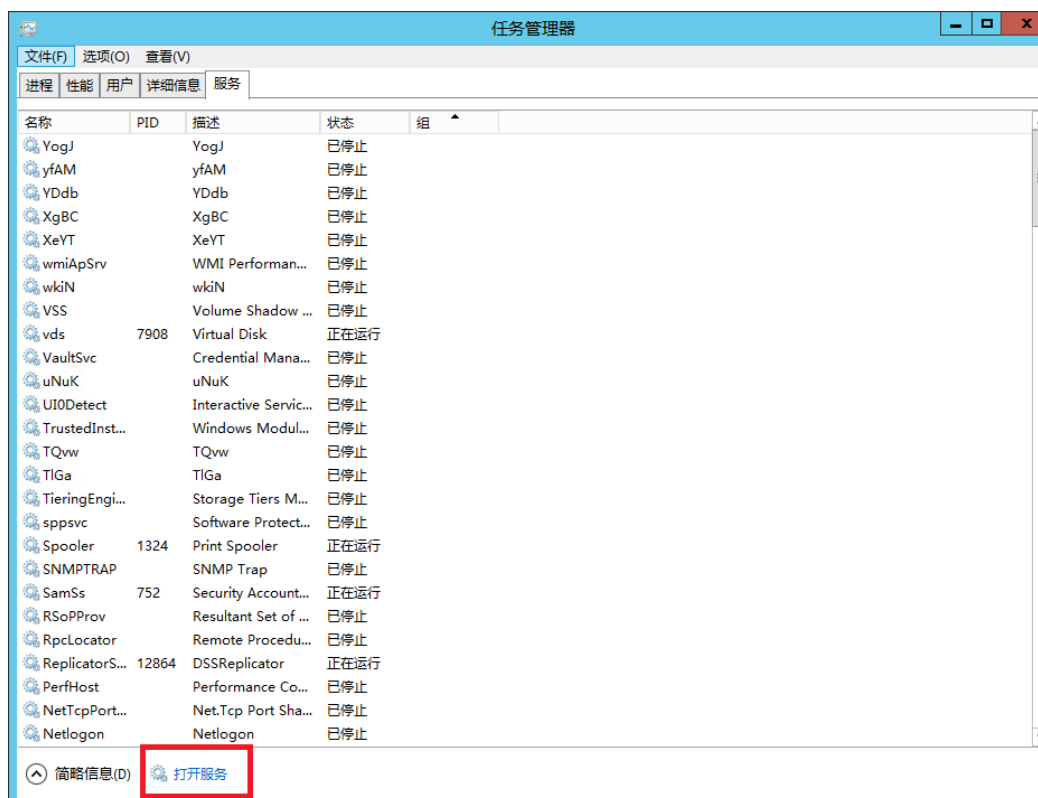 任务管理器
文件(F) 选项(O) 查看(V)
进程 性能 用户 详细信息 服务
名称 PID 描述 状态 组
YogJ YogJ 已停止
yfAM yfAM 已停止
YDdb YDdb 已停止
XgBC XgBC 已停止
XeYT XeYT 已停止
wmiApSrv WMI Performan... 已停止
wkiN wkiN 已停止
VSS Volume Shadow ... 已停止
vds 7908 Virtual Disk 正在运行
VaultSvc Credential Mana... 已停止
uNuK uNuK 已停止
UI0Detect Interactive Servic... 已停止
TrustedInst... Windows Modul... 已停止
TQvw TQvw 已停止
TlGa TlGa 已停止
TieringEngi... Storage Tiers M... 已停止
sppsvc Software Protect... 已停止
Spooler 1324 Print Spooler 正在运行
SNMPTRAP SNMP Trap 已停止
SamSs 752 Security Account... 正在运行
RSoPProv Resultant Set of ... 已停止
RpcLocator Remote Procedu... 已停止
ReplicatorS... 12864 DSSReplicator 正在运行
PerfHost Performance Co... 已停止
NetTcpPort... Net.Tcp Port Sha... 已停止
Netlogon Netlogon 已停止
简略信息(D) 打开服务